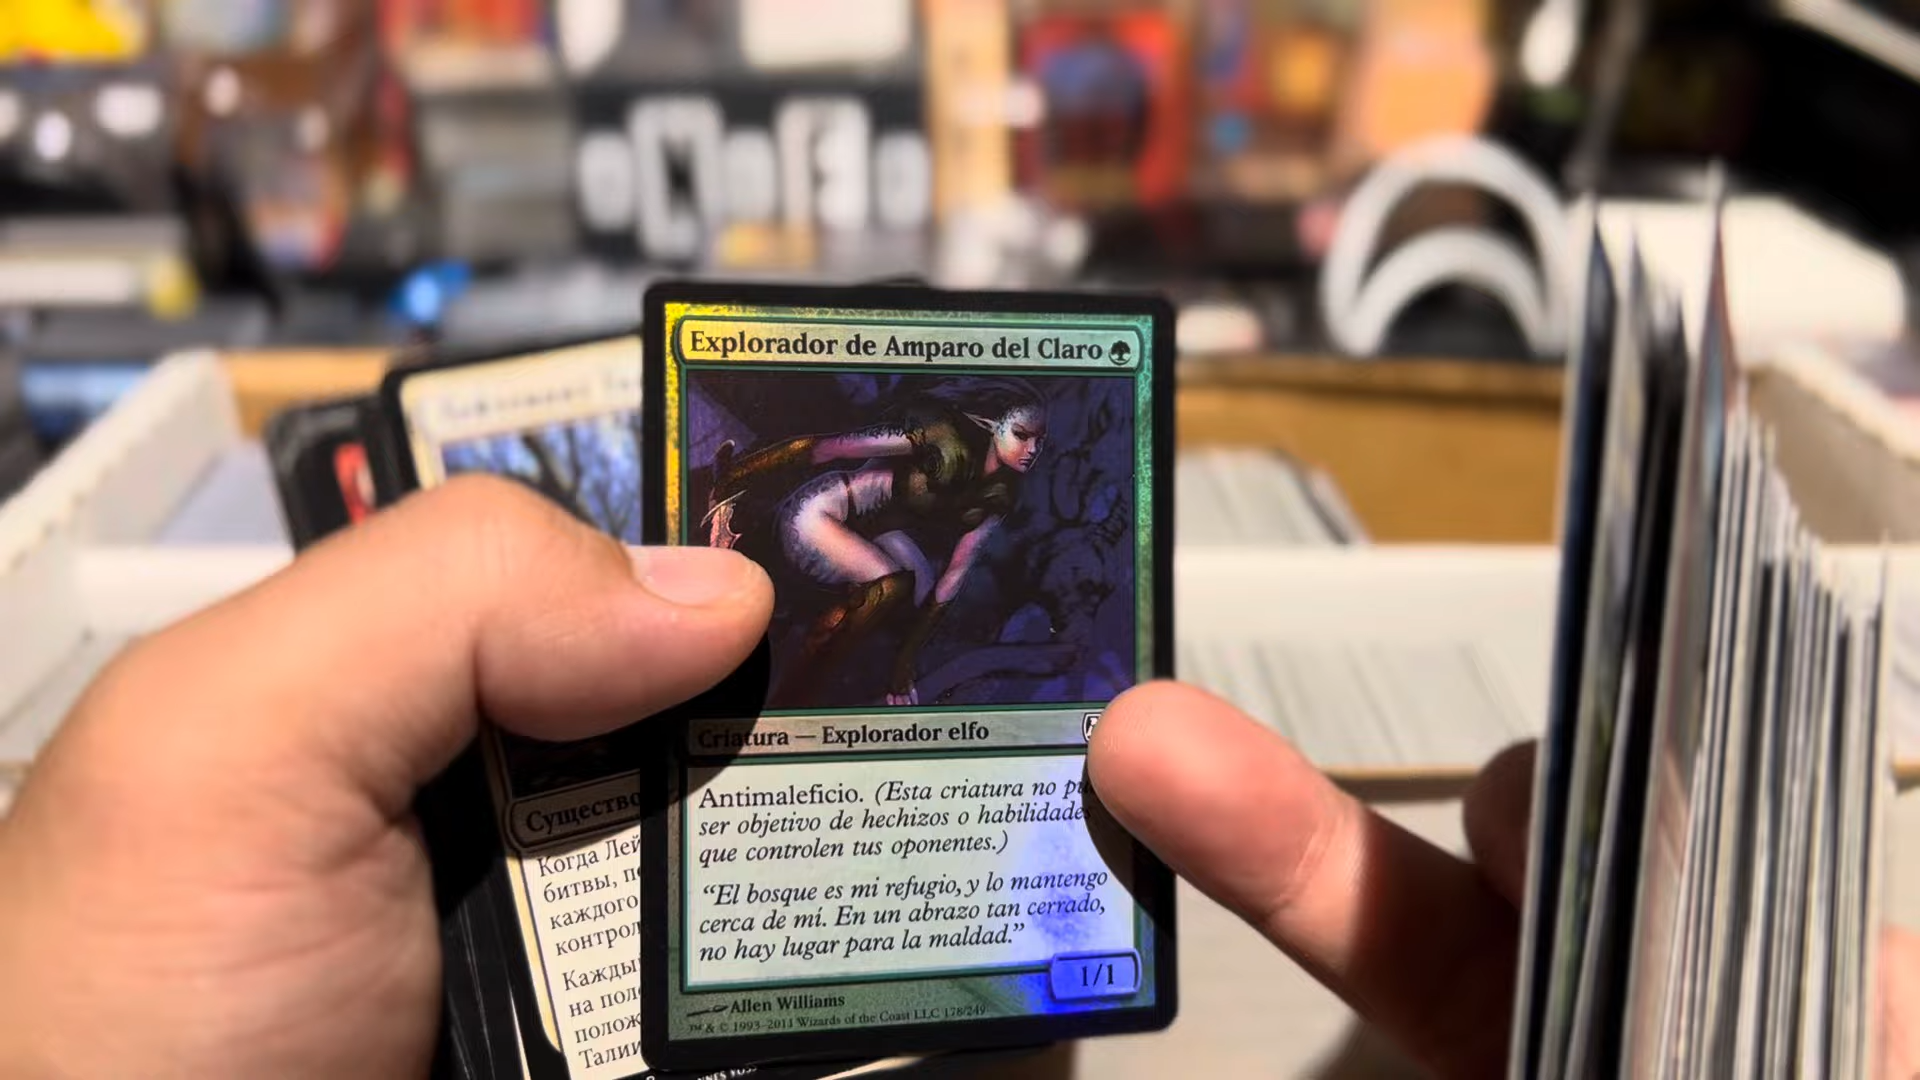 Explorador de Amparo del Claro
Criatura — Explorador elfo
Antimaleficio. (Esta criatura no pu
ser objetivo de hechizos o habilidades
que controlen tus oponentes.)
“El bosque es mi refugio, y lo mantengo
cerca de mí. En un abrazo tan cerrado,
no hay lugar para la maldad.”
1/1
Allen Williams
™ & © 1993–2011 Wizards of the Coast LLC 178/249
Существо
Когда Лей
битвы, п
каждого
контрол
Кажды
на пол
полож
Талии